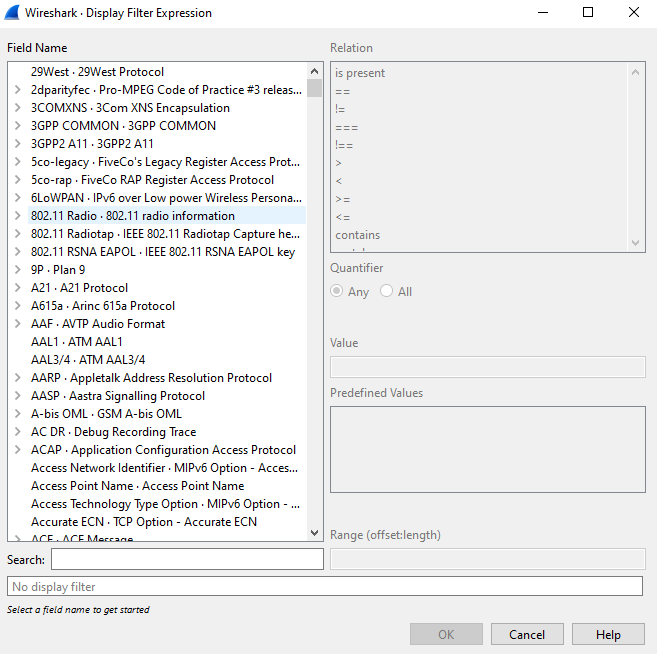 Wireshark · Display Filter Expression
Field Name
29West · 29West Protocol
2dparityfec · Pro-MPEG Code of Practice #3 releas...
3COMXNS · 3Com XNS Encapsulation
3GPP COMMON · 3GPP COMMON
3GPP2 A11 · 3GPP2 A11
5co-legacy · FiveCo's Legacy Register Access Prot...
5co-rap · FiveCo RAP Register Access Protocol
6LoWPAN · IPv6 over Low power Wireless Persona...
802.11 Radio · 802.11 radio information
802.11 Radiotap · IEEE 802.11 Radiotap Capture he...
802.11 RSNA EAPOL · IEEE 802.11 RSNA EAPOL key
9P · Plan 9
A21 · A21 Protocol
A615a · Arinc 615a Protocol
AAF · AVTP Audio Format
AAL1 · ATM AAL1
AAL3/4 · ATM AAL3/4
AARP · Appletalk Address Resolution Protocol
AASP · Aastra Signalling Protocol
A-bis OML · GSM A-bis OML
AC DR · Debug Recording Trace
ACAP · Application Configuration Access Protocol
Access Network Identifier · MIPv6 Option - Acces...
Access Point Name · Access Point Name
Access Technology Type Option · MIPv6 Option - ...
Accurate ECN · TCP Option - Accurate ECN
ACE · ACE Message
Search:
No display filter
Select a field name to get started
Relation
is present
==
!=
===
!==
>
<
>=
<=
contains
Quantifier
Any
All
Value
Predefined Values
Range (offset:length)
OK
Cancel
Help